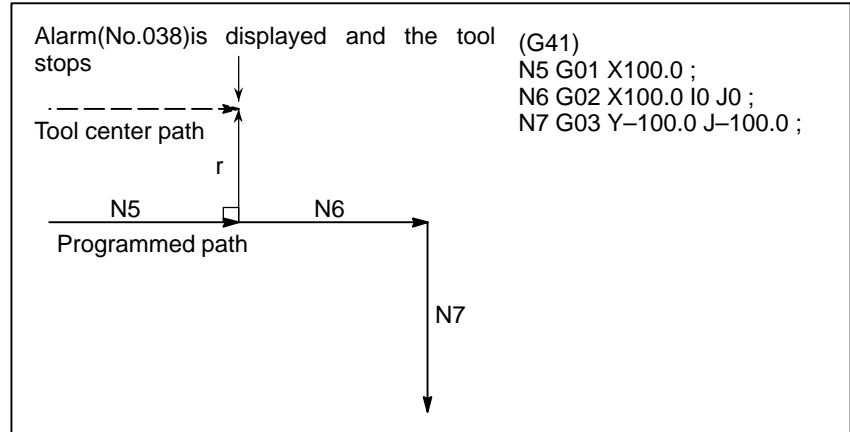 Alarm(No.038)is displayed and the tool
stops
(G41)
N5 G01 X100.0 ;
N6 G02 X100.0 I0 J0 ;
N7 G03 Y–100.0 J–100.0 ;
Tool center path
r
N5
N6
Programmed path
N7